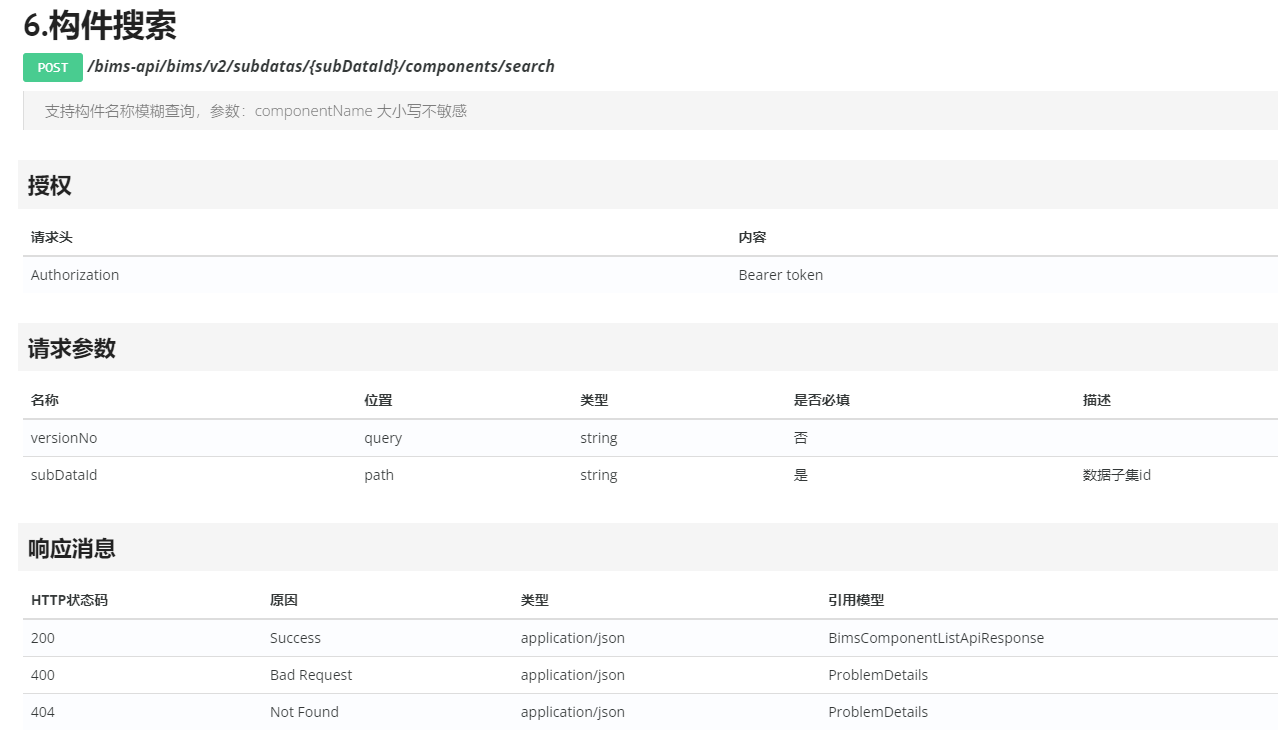 6.构件搜索
POST /bims-api/bims/v2/subdatas/{subDataId}/components/search
支持构件名称模糊查询，参数：componentName 大小写不敏感
授权
请求头 内容
Authorization Bearer token
请求参数
名称 位置 类型 是否必填 描述
versionNo query string 否
subDataId path string 是 数据子集id
响应消息
HTTP状态码 原因 类型 引用模型
200 Success application/json BimsComponentListApiResponse
400 Bad Request application/json ProblemDetails
404 Not Found application/json ProblemDetails